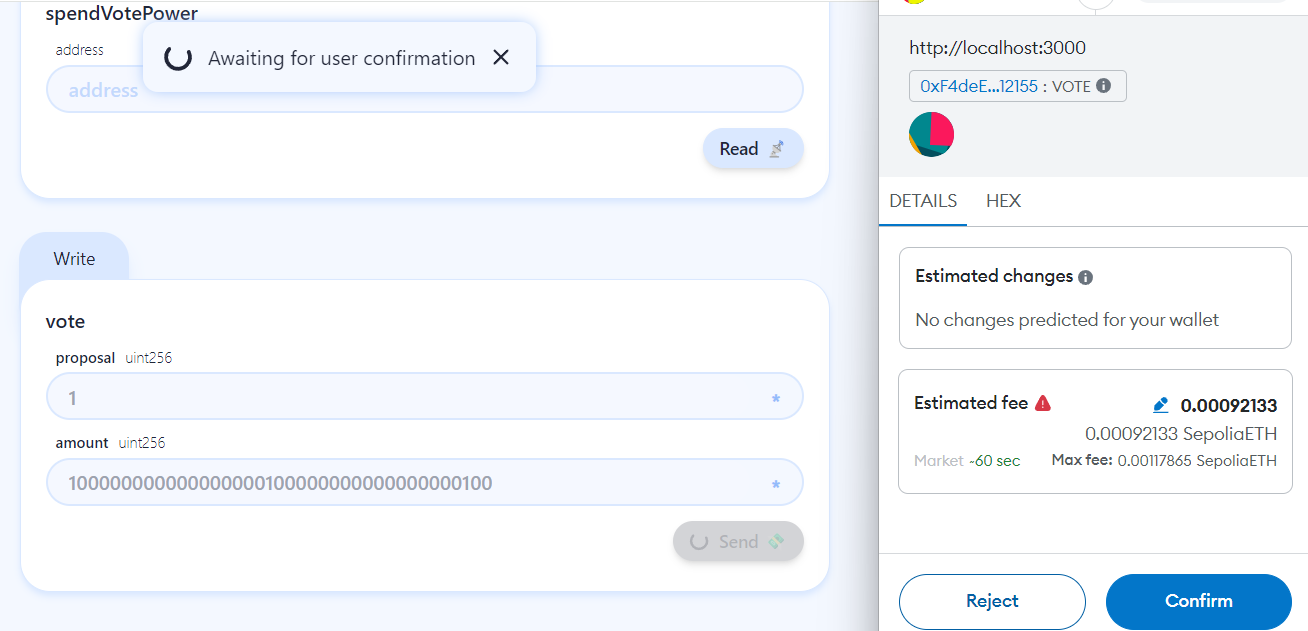 spendVotePower
address
address
Awaiting for user confirmation
Read
Write
vote
proposal uint256
1 *
amount uint256
1000000000000000000100000000000000000100 *
Send
http://localhost:3000
0xF4deE...12155 : VOTE
DETAILS HEX
Estimated changes
No changes predicted for your wallet
Estimated fee 0.00092133
0.00092133 SepoliaETH
Market ~60 sec Max fee: 0.00117865 SepoliaETH
Reject Confirm